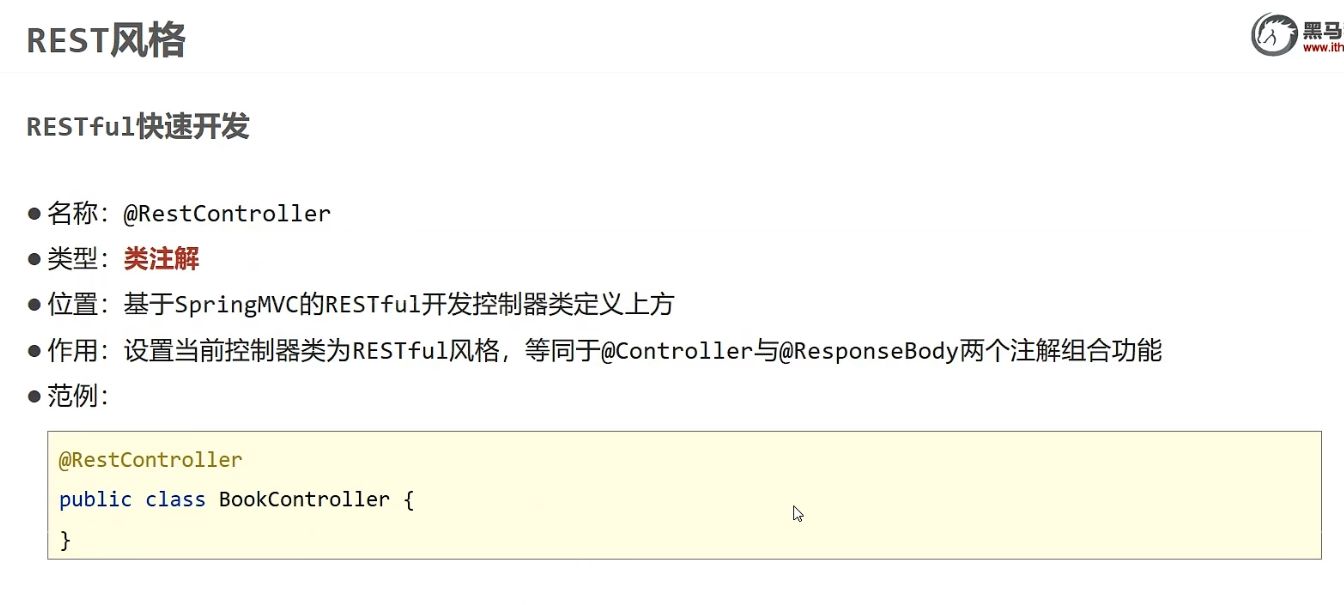 REST风格
黑马
www.ith
RESTful快速开发
● 名称：@RestController
● 类型：类注解
● 位置：基于SpringMVC的RESTful开发控制器类定义上方
● 作用：设置当前控制器类为RESTful风格，等同于@Controller与@ResponseBody两个注解组合功能
● 范例：
@RestController
public class BookController {
}